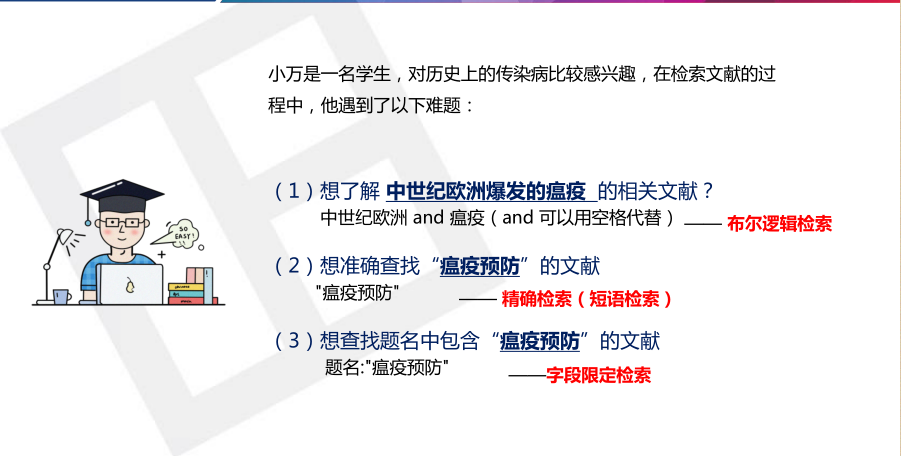 小万是一名学生，对历史上的传染病比较感兴趣，在检索文献的过
程中，他遇到了以下难题：
（1）想了解 中世纪欧洲爆发的瘟疫 的相关文献？
中世纪欧洲 and 瘟疫（and 可以用空格代替） —— 布尔逻辑检索
SO
EASY!
（2）想准确查找“瘟疫预防”的文献
"瘟疫预防" —— 精确检索（短语检索）
（3）想查找题名中包含“瘟疫预防”的文献
题名:"瘟疫预防" ——字段限定检索